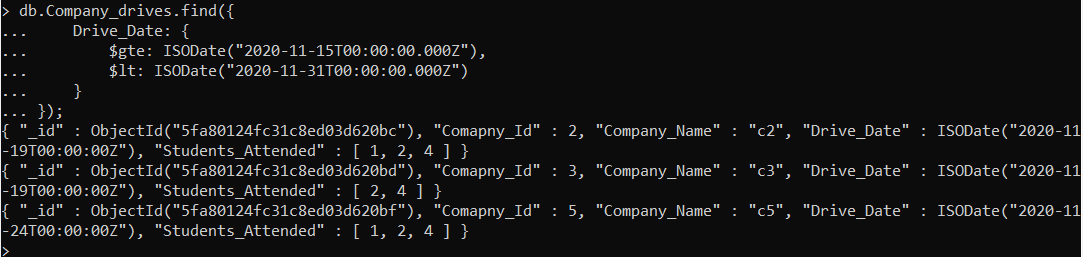 > db.Company_drives.find({
...     Drive_Date: {
...         $gte: ISODate("2020-11-15T00:00:00.000Z"),
...         $lt: ISODate("2020-11-31T00:00:00.000Z")
...     }
... });
{ "_id" : ObjectId("5fa80124fc31c8ed03d620bc"), "Comapny_Id" : 2, "Company_Name" : "c2", "Drive_Date" : ISODate("2020-11
-19T00:00:00Z"), "Students_Attended" : [ 1, 2, 4 ] }
{ "_id" : ObjectId("5fa80124fc31c8ed03d620bd"), "Comapny_Id" : 3, "Company_Name" : "c3", "Drive_Date" : ISODate("2020-11
-19T00:00:00Z"), "Students_Attended" : [ 2, 4 ] }
{ "_id" : ObjectId("5fa80124fc31c8ed03d620bf"), "Comapny_Id" : 5, "Company_Name" : "c5", "Drive_Date" : ISODate("2020-11
-24T00:00:00Z"), "Students_Attended" : [ 1, 2, 4 ] }
>